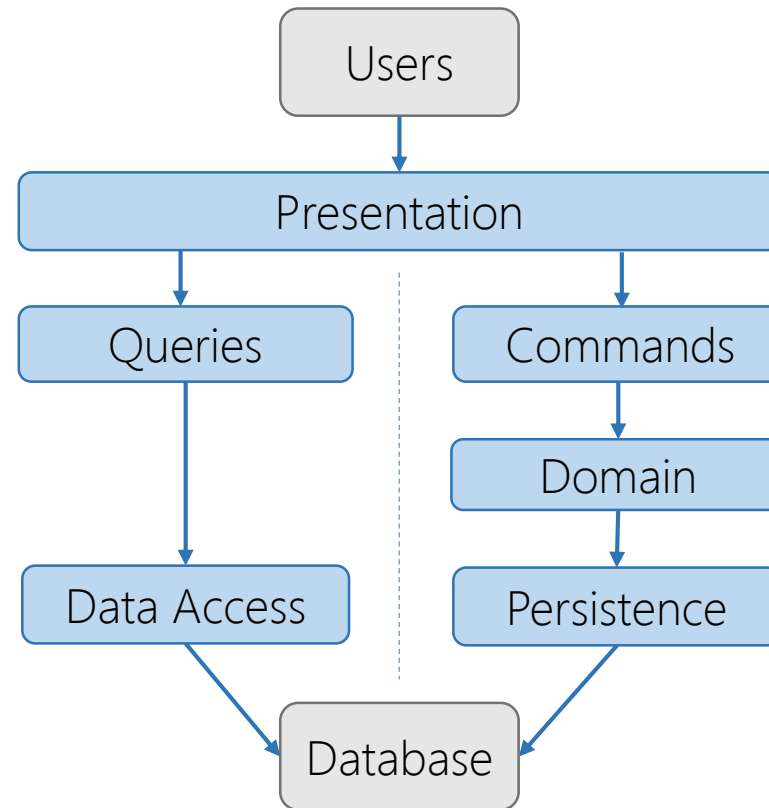 Users
Presentation
Queries
Commands
Domain
Data Access
Persistence
Database